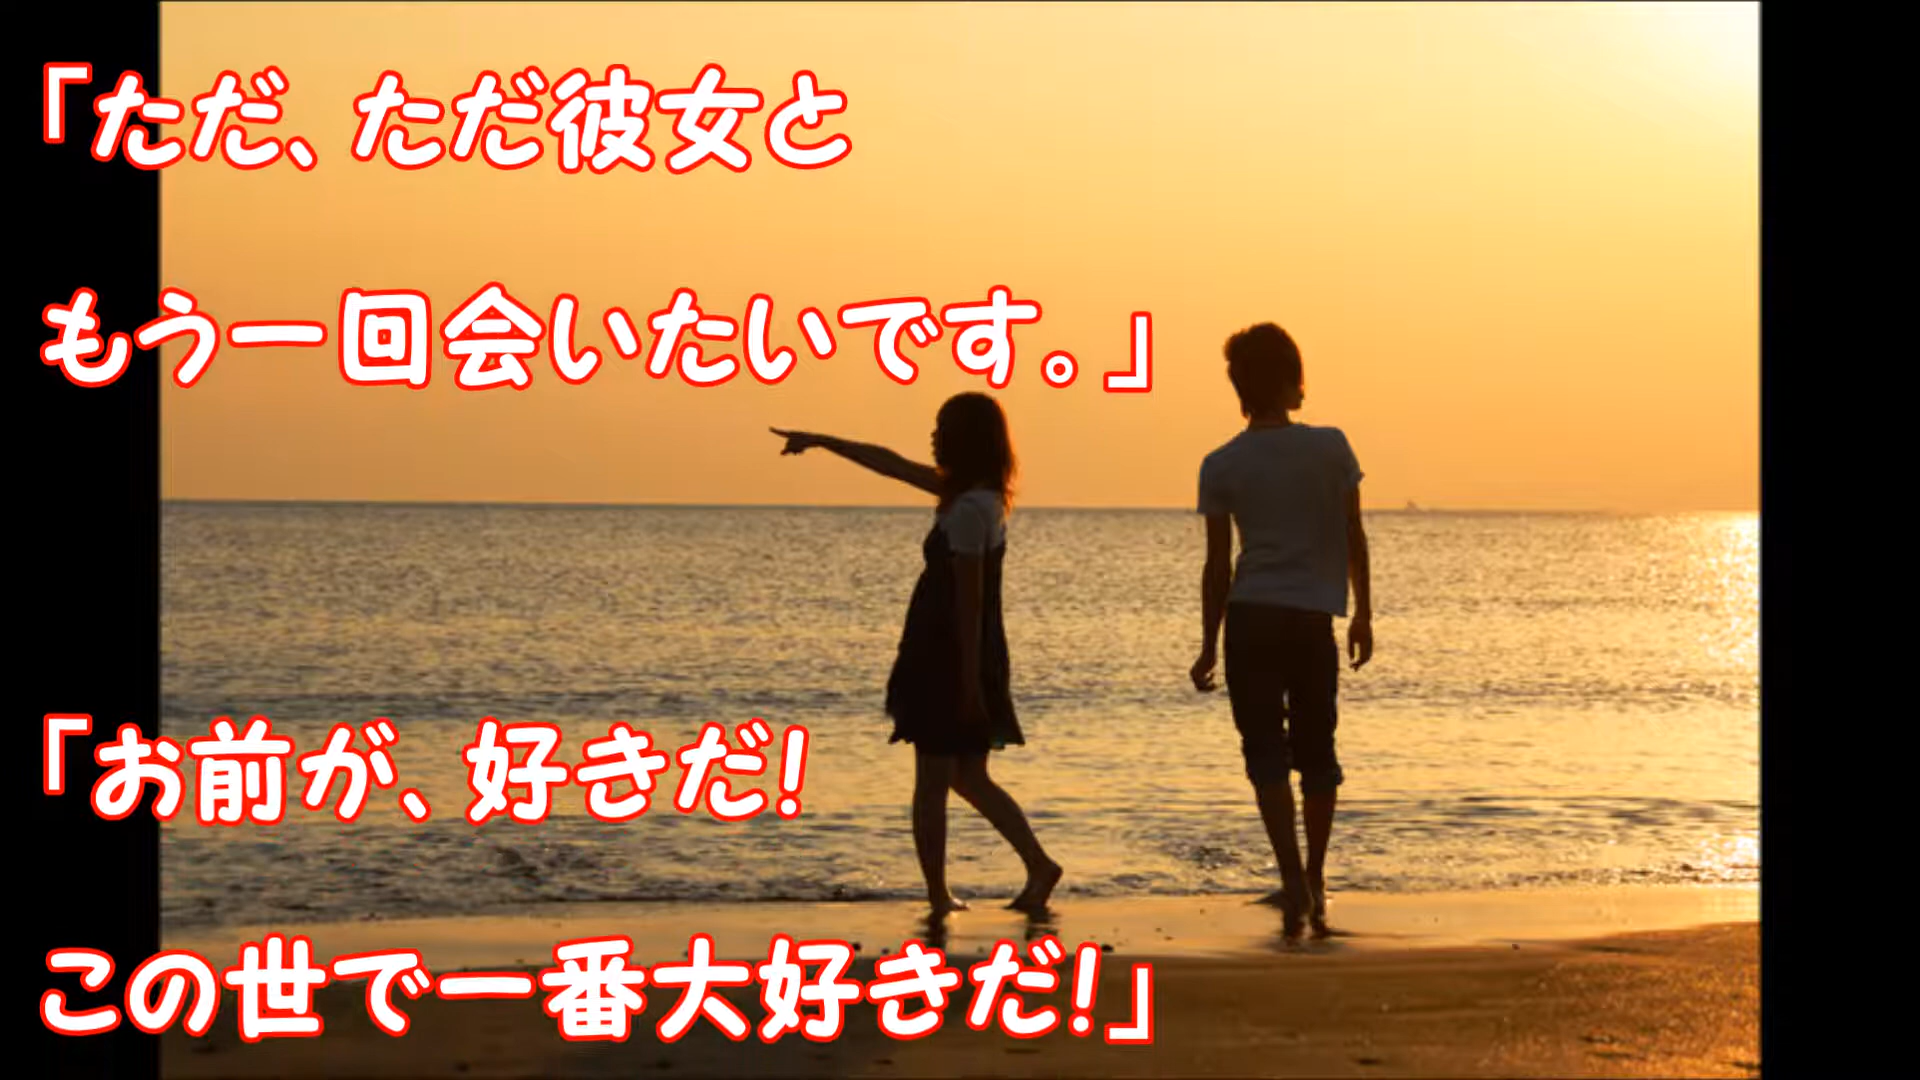 「ただ、ただ彼女と
もう一回会いたいです。」
「お前が、好きだ!
この世で一番大好きだ!」